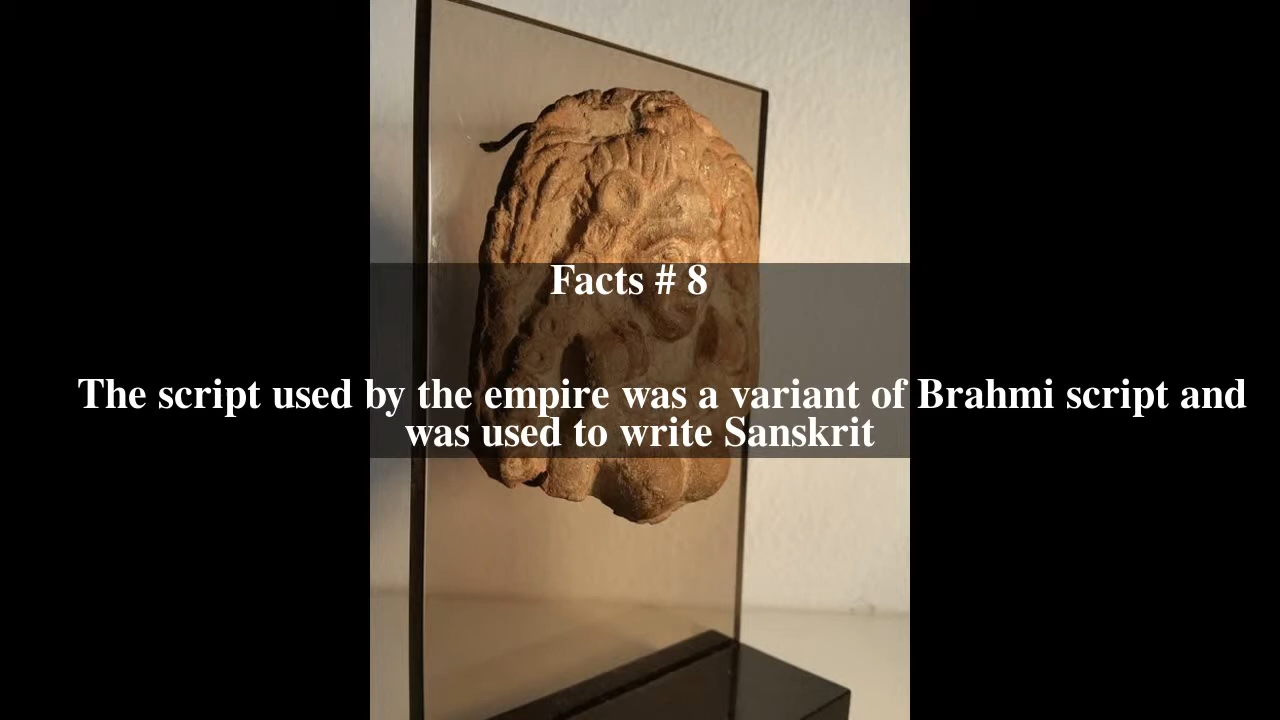 Facts # 8
The script used by the empire was a variant of Brahmi script and
was used to write Sanskrit